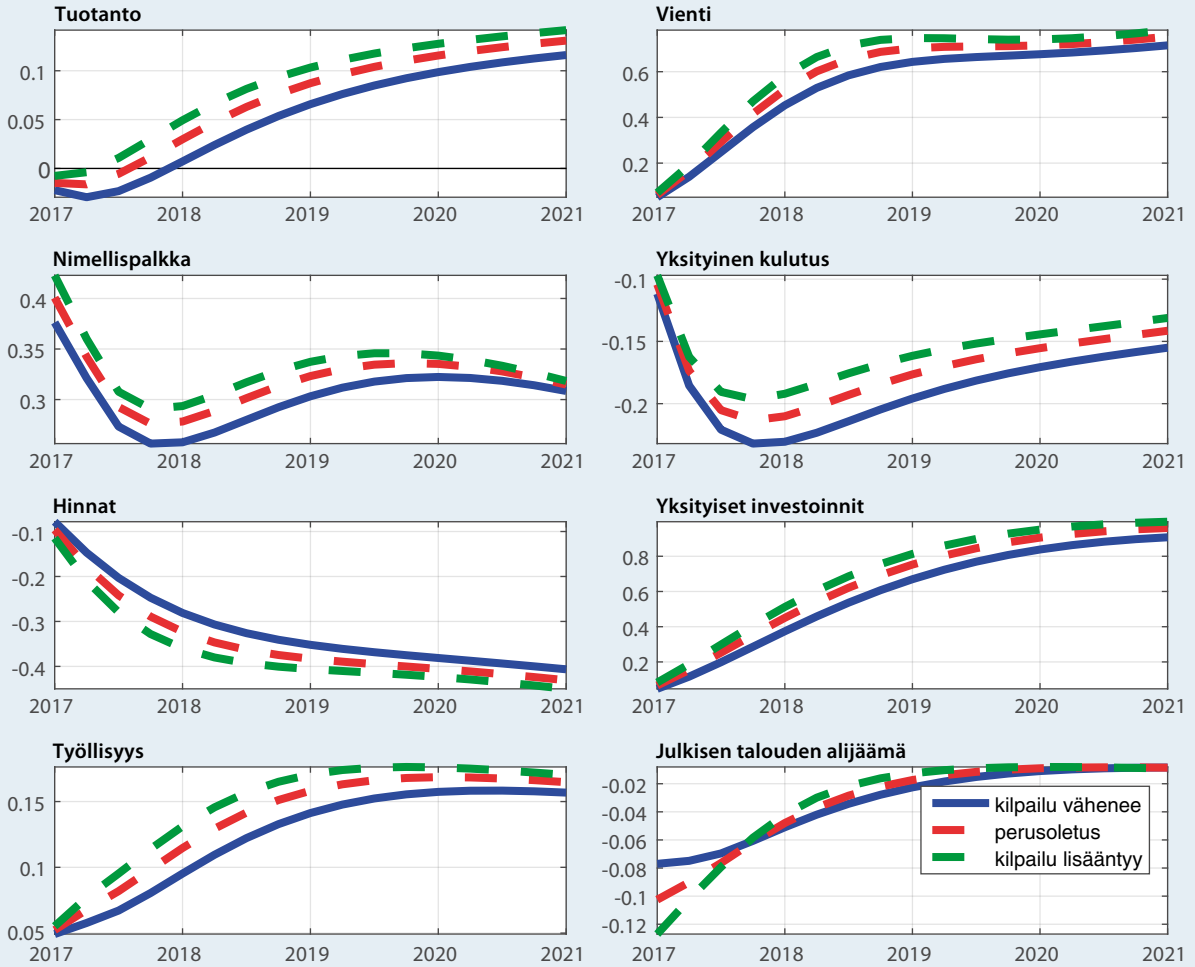 Tuotanto
0.1
0.05
0
2017 2018 2019 2020 2021
Vienti
0.6
0.4
0.2
2017 2018 2019 2020 2021
Nimellispalkka
0.4
0.35
0.3
2017 2018 2019 2020 2021
Yksityinen kulutus
-0.1
-0.15
-0.2
2017 2018 2019 2020 2021
Hinnat
-0.1
-0.2
-0.3
-0.4
2017 2018 2019 2020 2021
Yksityiset investoinnit
0.8
0.6
0.4
0.2
2017 2018 2019 2020 2021
Työllisyys
0.15
0.1
0.05
2017 2018 2019 2020 2021
Julkisen talouden alijäämä
-0.02
-0.04
-0.06
-0.08
-0.1
-0.12
2017 2018 2019 2020 2021
kilpailu vähenee
perusoletus
kilpailu lisääntyy